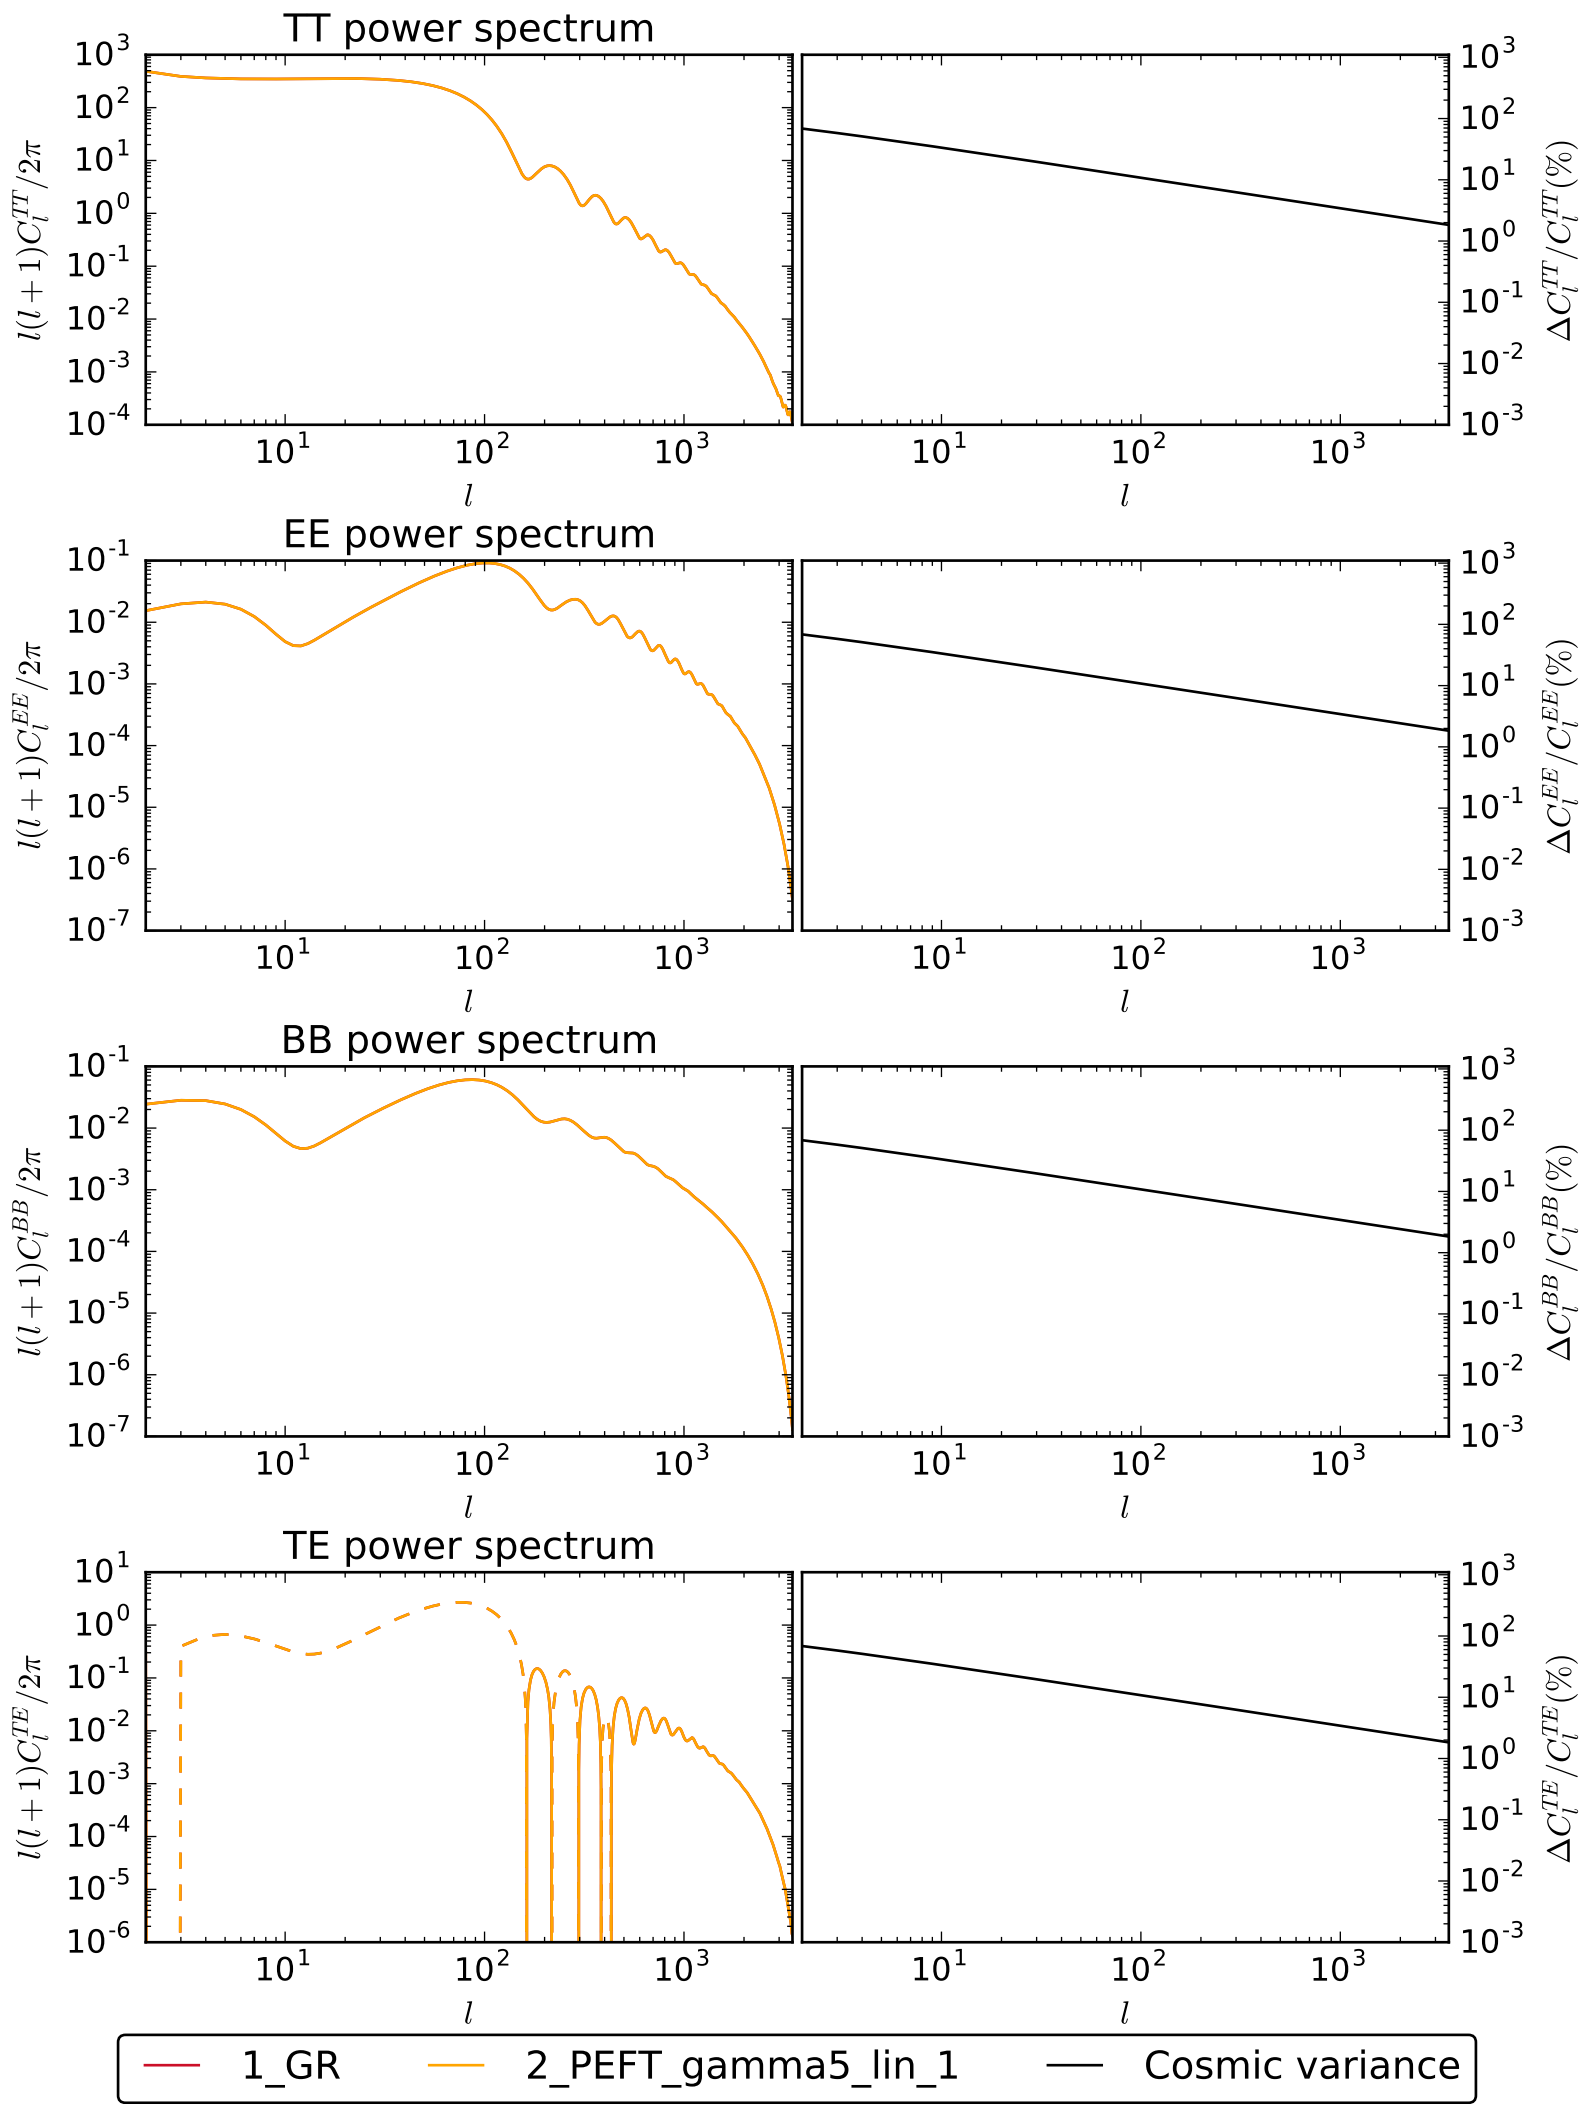 TT power spectrum
10^3
10^2
10^1
10^0
10^-1
10^-2
10^-3
10^-4
l(l+1)C_l^{TT}/2π
10^1 10^2 10^3
l
10^3
10^2
10^1
10^0
10^-1
10^-2
10^-3
ΔC_l^{TT}/C_l^{TT}(%)
10^1 10^2 10^3
l
EE power spectrum
10^-1
10^-2
10^-3
10^-4
10^-5
10^-6
10^-7
l(l+1)C_l^{EE}/2π
10^1 10^2 10^3
l
10^3
10^2
10^1
10^0
10^-1
10^-2
10^-3
ΔC_l^{EE}/C_l^{EE}(%)
10^1 10^2 10^3
l
BB power spectrum
10^-1
10^-2
10^-3
10^-4
10^-5
10^-6
10^-7
l(l+1)C_l^{BB}/2π
10^1 10^2 10^3
l
10^3
10^2
10^1
10^0
10^-1
10^-2
10^-3
ΔC_l^{BB}/C_l^{BB}(%)
10^1 10^2 10^3
l
TE power spectrum
10^1
10^0
10^-1
10^-2
10^-3
10^-4
10^-5
10^-6
l(l+1)C_l^{TE}/2π
10^1 10^2 10^3
l
10^3
10^2
10^1
10^0
10^-1
10^-2
10^-3
ΔC_l^{TE}/C_l^{TE}(%)
10^1 10^2 10^3
l
1_GR 2_PEFT_gamma5_lin_1 Cosmic variance